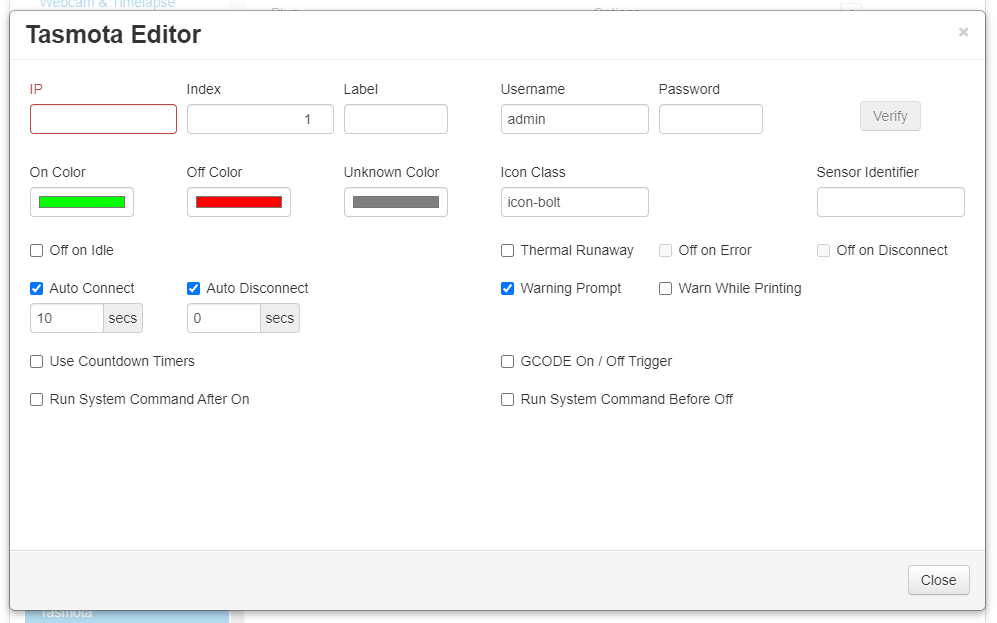 Webcam & Timelapse
Tasmota Editor ×
IP Index Label Username Password
1 admin Verify
On Color Off Color Unknown Color Icon Class Sensor Identifier
icon-bolt
Off on Idle Thermal Runaway Off on Error Off on Disconnect
Auto Connect Auto Disconnect Warning Prompt Warn While Printing
10 secs 0 secs
Use Countdown Timers GCODE On / Off Trigger
Run System Command After On Run System Command Before Off
Close
Tasmota